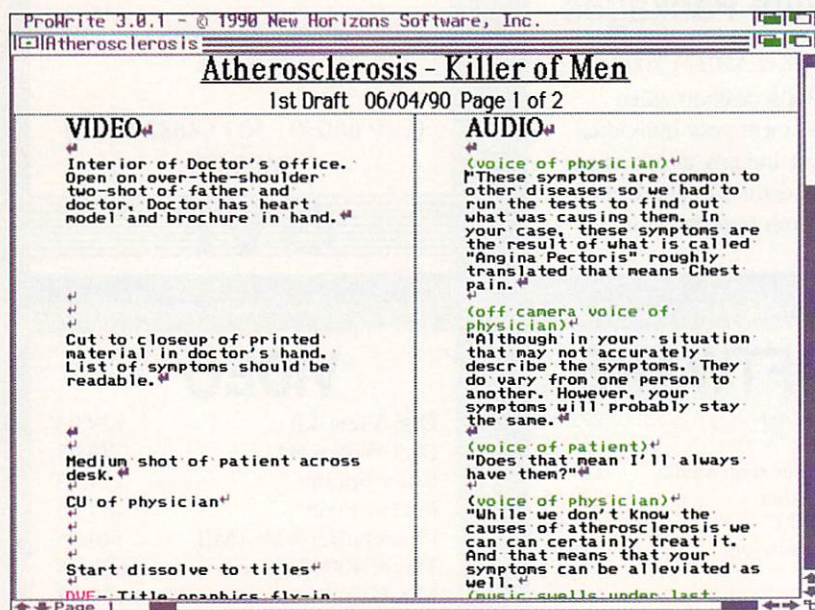 ProWrite 3.0.1 - © 1990 New Horizons Software, Inc.
Atherosclerosis
Atherosclerosis - Killer of Men
1st Draft 06/04/90 Page 1 of 2
VIDEO
Interior of Doctor's office.
Open on over-the-shoulder
two-shot of father and
doctor. Doctor has heart
model and brochure in hand.
Cut to closeup of printed
material in doctor's hand.
List of symptoms should be
readable.
Medium shot of patient across
desk.
CU of physician
Start dissolve to titles
DVE- Title graphics fly-in
AUDIO
(voice of physician)
"These symptoms are common to
other diseases so we had to
run the tests to find out
what was causing them. In
your case, these symptoms are
the result of what is called
"Angina Pectoris" roughly
translated that means Chest
pain.
(off camera voice of
physician)
"Although in your situation
that may not accurately
describe the symptoms. They
do vary from one person to
another. However, your
symptoms will probably stay
the same.
(voice of patient)
"Does that mean I'll always
have them?"
(voice of physician)
"While we don't know the
causes of atherosclerosis we
can can certainly treat it.
And that means that your
symptoms can be alleviated as
well.
(music swells under last
Page 1